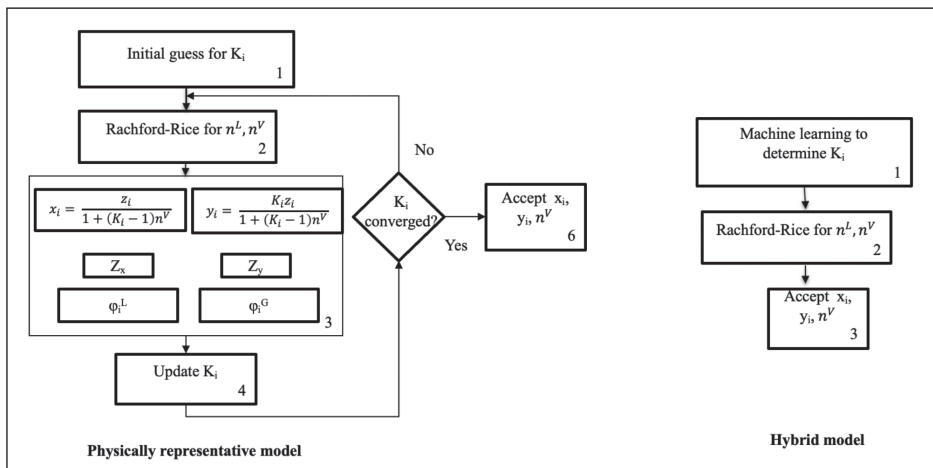 Initial guess for Kᵢ
1
Rachford-Rice for nᴸ, nⱽ
2
xᵢ = zᵢ / 1 + (Kᵢ − 1)nⱽ
yᵢ = Kᵢzᵢ / 1 + (Kᵢ − 1)nⱽ
Zₓ
Zᵧ
φᵢᴸ
φᵢᴳ
3
Update Kᵢ
4
No
Kᵢ
converged?
Yes
Accept xᵢ,
yᵢ, nⱽ
6
Physically representative model
Machine learning to
determine Kᵢ
1
Rachford-Rice for nᴸ, nⱽ
2
Accept xᵢ,
yᵢ, nⱽ
3
Hybrid model